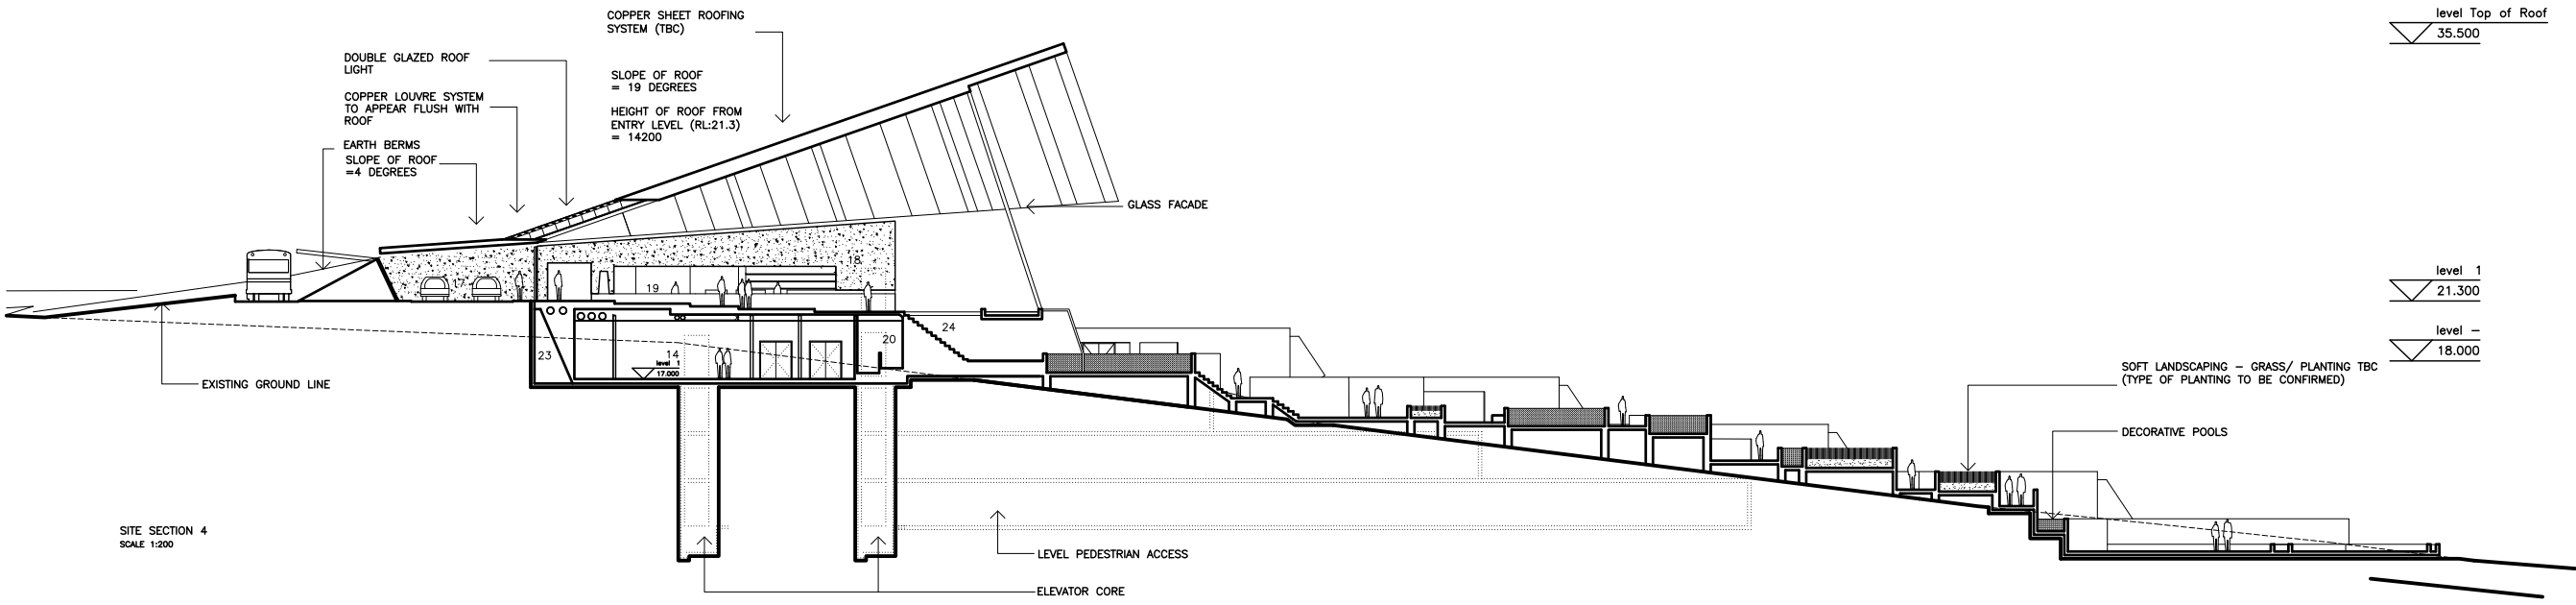 COPPER SHEET ROOFING
SYSTEM (TBC)
level Top of Roof
35.500
DOUBLE GLAZED ROOF
LIGHT
SLOPE OF ROOF
= 19 DEGREES
COPPER LOUVRE SYSTEM
TO APPEAR FLUSH WITH
ROOF
HEIGHT OF ROOF FROM
ENTRY LEVEL (RL:21.3)
= 14200
EARTH BERMS
SLOPE OF ROOF
=4 DEGREES
GLASS FACADE
18
17
19
level 1
21.300
24
20
level –
18.000
23
14
level 1
17.000
EXISTING GROUND LINE
SOFT LANDSCAPING – GRASS/ PLANTING TBC
(TYPE OF PLANTING TO BE CONFIRMED)
DECORATIVE POOLS
SITE SECTION 4
SCALE 1:200
LEVEL PEDESTRIAN ACCESS
ELEVATOR CORE